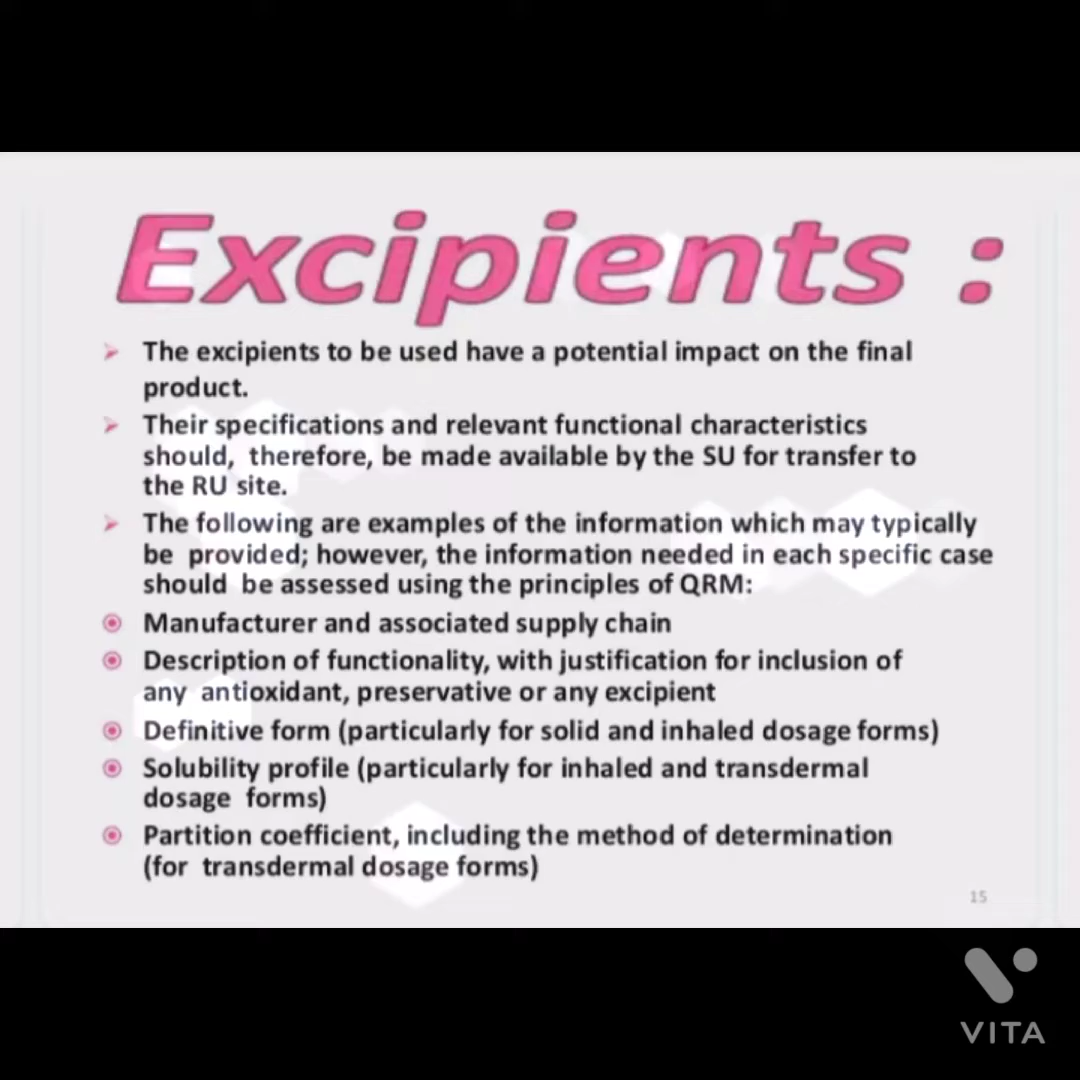 Excipients :
The excipients to be used have a potential impact on the final
product.
Their specifications and relevant functional characteristics
should, therefore, be made available by the SU for transfer to
the RU site.
The following are examples of the information which may typically
be provided; however, the information needed in each specific case
should be assessed using the principles of QRM:
Manufacturer and associated supply chain
Description of functionality, with justification for inclusion of
any antioxidant, preservative or any excipient
Definitive form (particularly for solid and inhaled dosage forms)
Solubility profile (particularly for inhaled and transdermal
dosage forms)
Partition coefficient, including the method of determination
(for transdermal dosage forms)
15
VITA